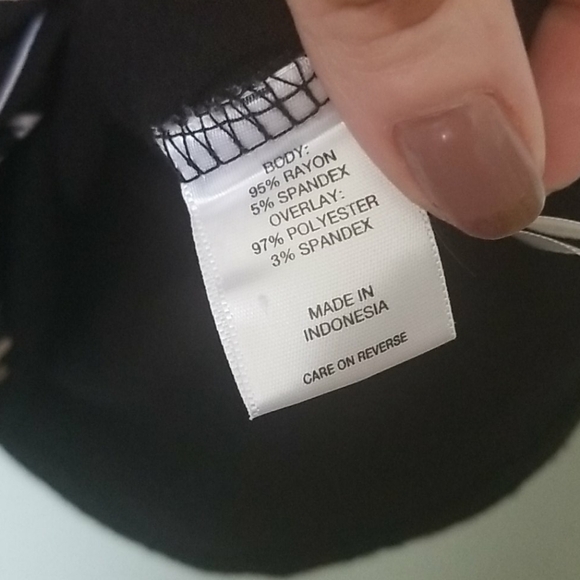 BODY:
95% RAYON
5% SPANDEX
OVERLAY:
97% POLYESTER
3% SPANDEX
MADE IN
INDONESIA
CARE ON REVERSE